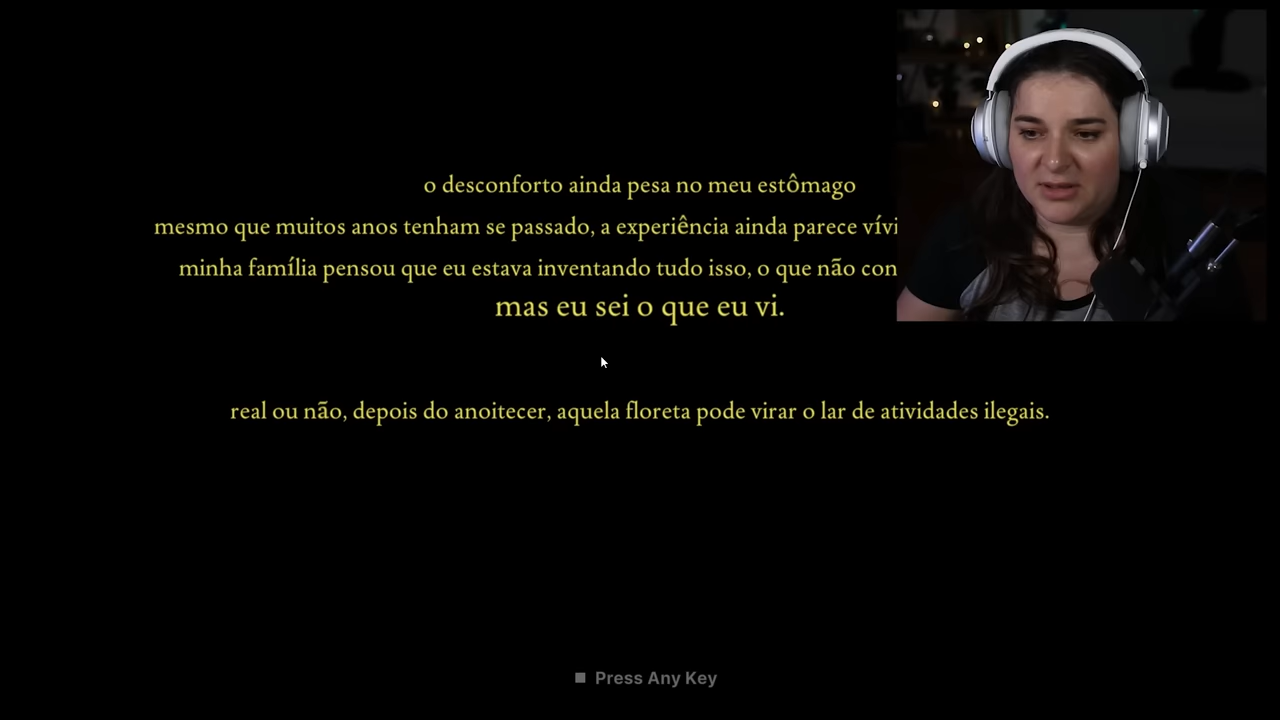 o desconforto ainda pesa no meu estômago
mesmo que muitos anos tenham se passado, a experiência ainda parece
minha família pensou que eu estava inventando tudo isso, o que não
mas eu sei o que eu vi.
real ou não, depois do anoitecer, aquela floreta pode virar o lar de atividades ilegais.
Press Any Key